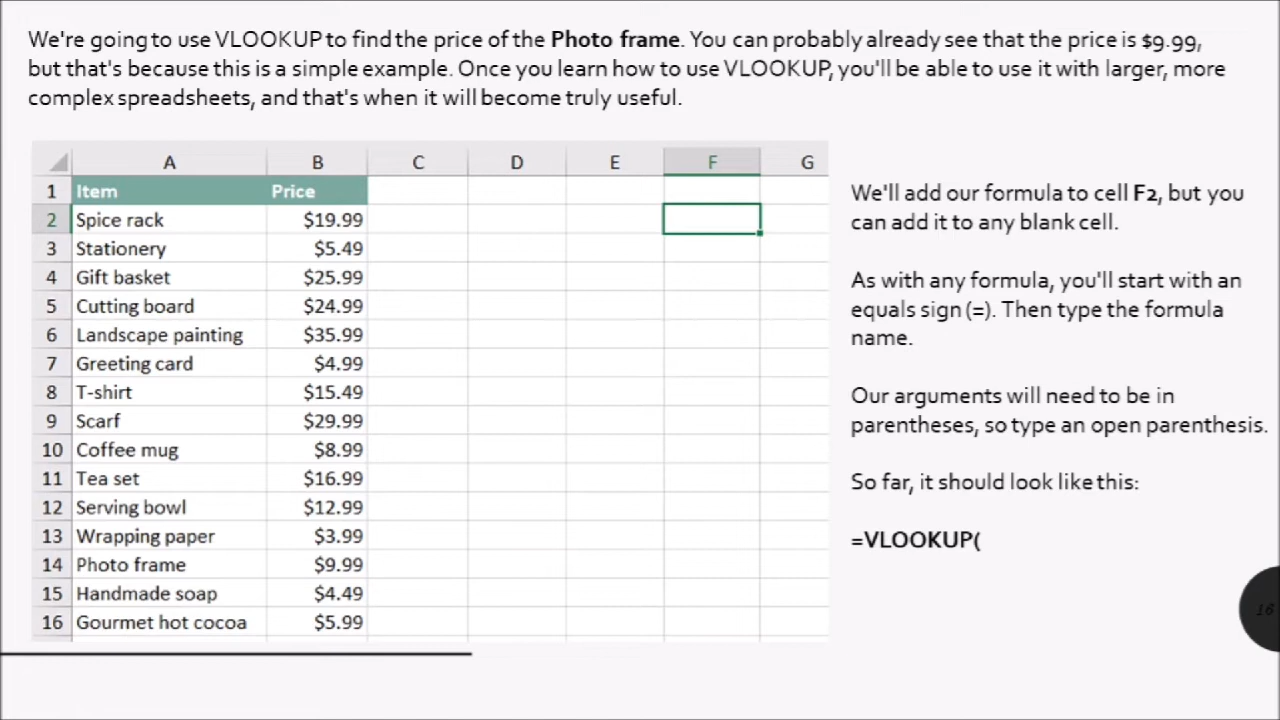 We're going to use VLOOKUP to find the price of the Photo frame. You can probably already see that the price is $9.99,
but that's because this is a simple example. Once you learn how to use VLOOKUP, you'll be able to use it with larger, more
complex spreadsheets, and that's when it will become truly useful.
A B C D E F G
1 Item Price
2 Spice rack $19.99
3 Stationery $5.49
4 Gift basket $25.99
5 Cutting board $24.99
6 Landscape painting $35.99
7 Greeting card $4.99
8 T-shirt $15.49
9 Scarf $29.99
10 Coffee mug $8.99
11 Tea set $16.99
12 Serving bowl $12.99
13 Wrapping paper $3.99
14 Photo frame $9.99
15 Handmade soap $4.49
16 Gourmet hot cocoa $5.99
We'll add our formula to cell F2, but you
can add it to any blank cell.
As with any formula, you'll start with an
equals sign (=). Then type the formula
name.
Our arguments will need to be in
parentheses, so type an open parenthesis.
So far, it should look like this:
=VLOOKUP(
16